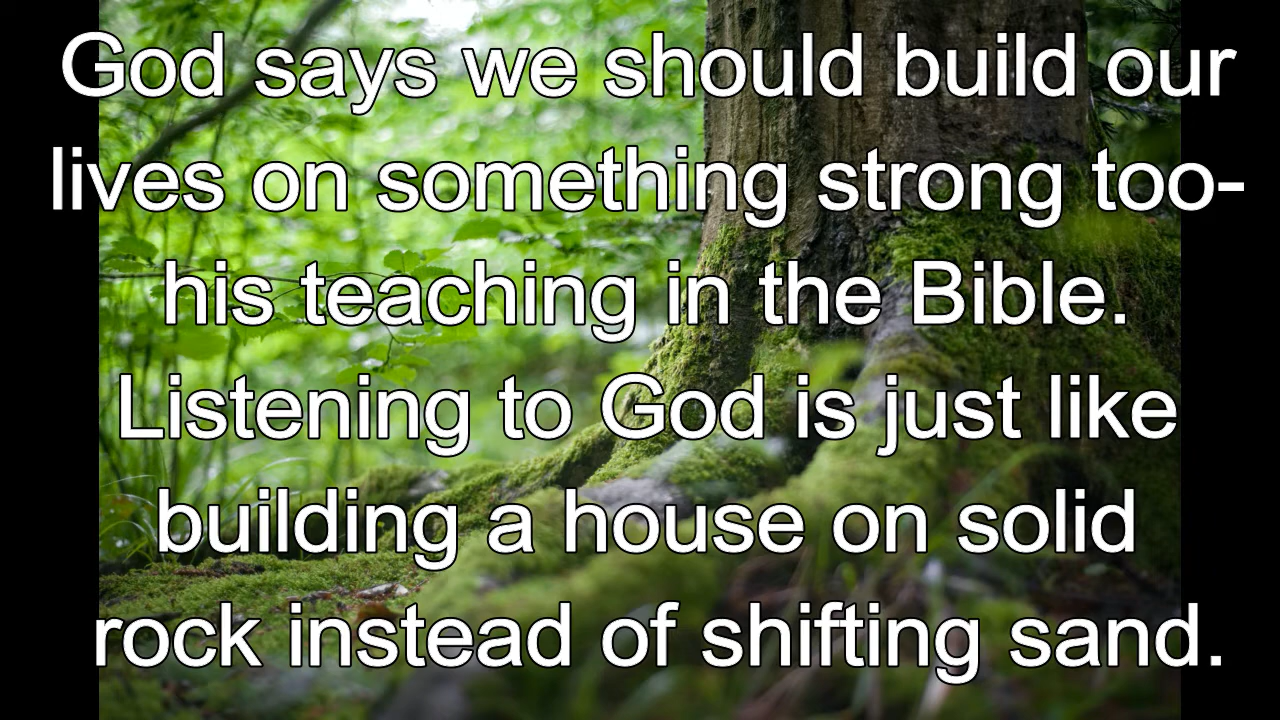 God says we should build our
lives on something strong too-
his teaching in the Bible.
Listening to God is just like
building a house on solid
rock instead of shifting sand.